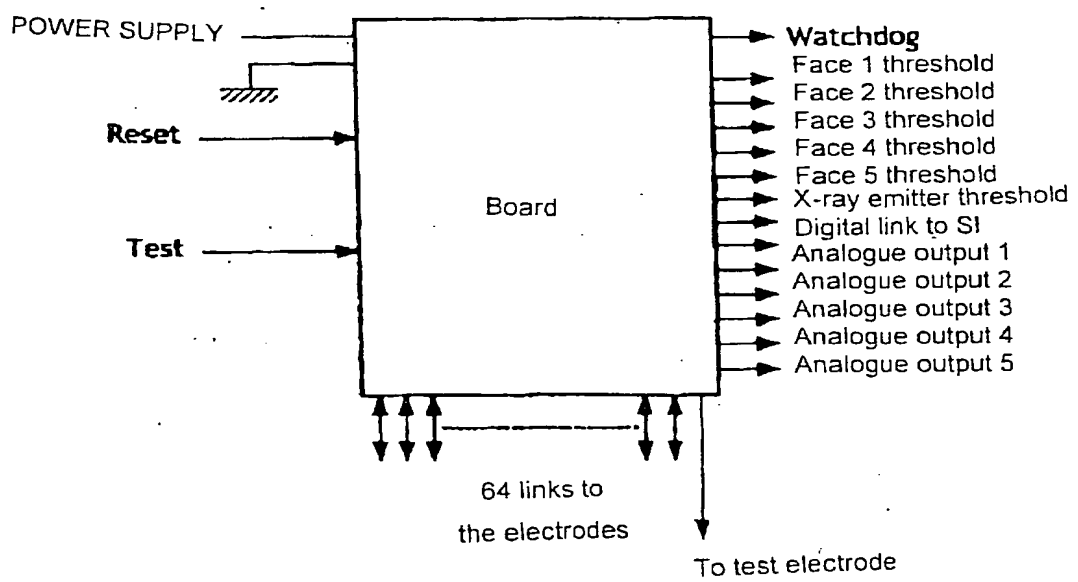 POWER SUPPLY
Reset
Test
Board
Watchdog
Face 1 threshold
Face 2 threshold
Face 3 threshold
Face 4 threshold
Face 5 threshold
X-ray emitter threshold
Digital link to SI
Analogue output 1
Analogue output 2
Analogue output 3
Analogue output 4
Analogue output 5
64 links to
the electrodes
To test electrode